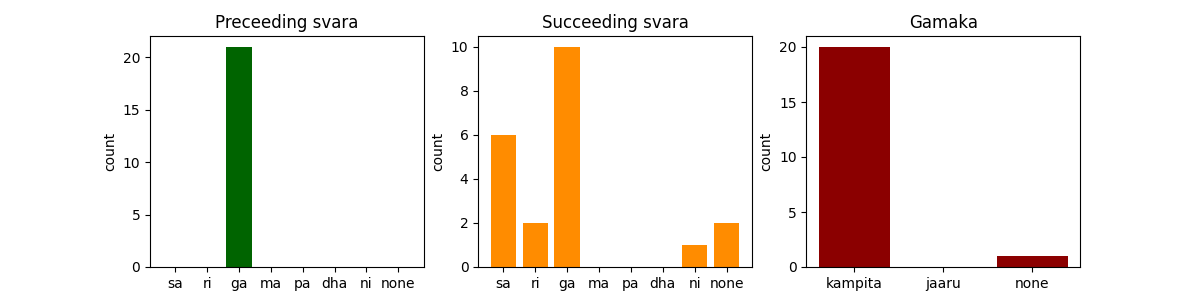 Preceeding svara
count
20
15
10
5
0
sa ri ga ma pa dha ni none
Succeeding svara
count
10
8
6
4
2
0
sa ri ga ma pa dha ni none
Gamaka
count
20
15
10
5
0
kampita jaaru none